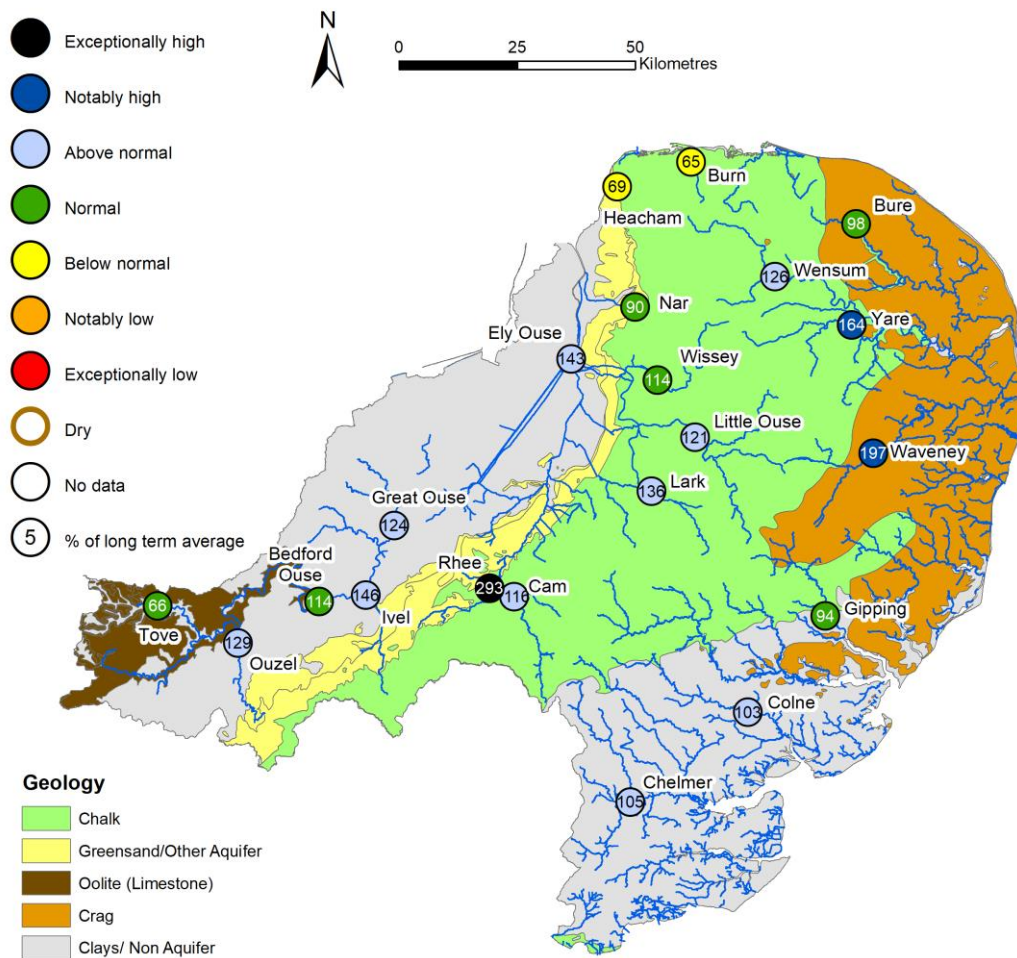 Exceptionally high
Notably high
Above normal
Normal
Below normal
Notably low
Exceptionally low
Dry
No data
5
% of long term average
N
0
25
50
Kilometres
65
Burn
69
Heacham
Bure
98
126
Wensum
90
Nar
Yare
164
Ely Ouse
143
Wissey
114
Little Ouse
121
197
Waveney
Lark
136
Great Ouse
124
Bedford
Ouse
114
Rhee
293
116
Cam
146
Ivel
66
Tove
129
Ouzel
Gipping
94
Colne
103
Chelmer
105
Geology
Chalk
Greensand/Other Aquifer
Oolite (Limestone)
Crag
Clays/ Non Aquifer